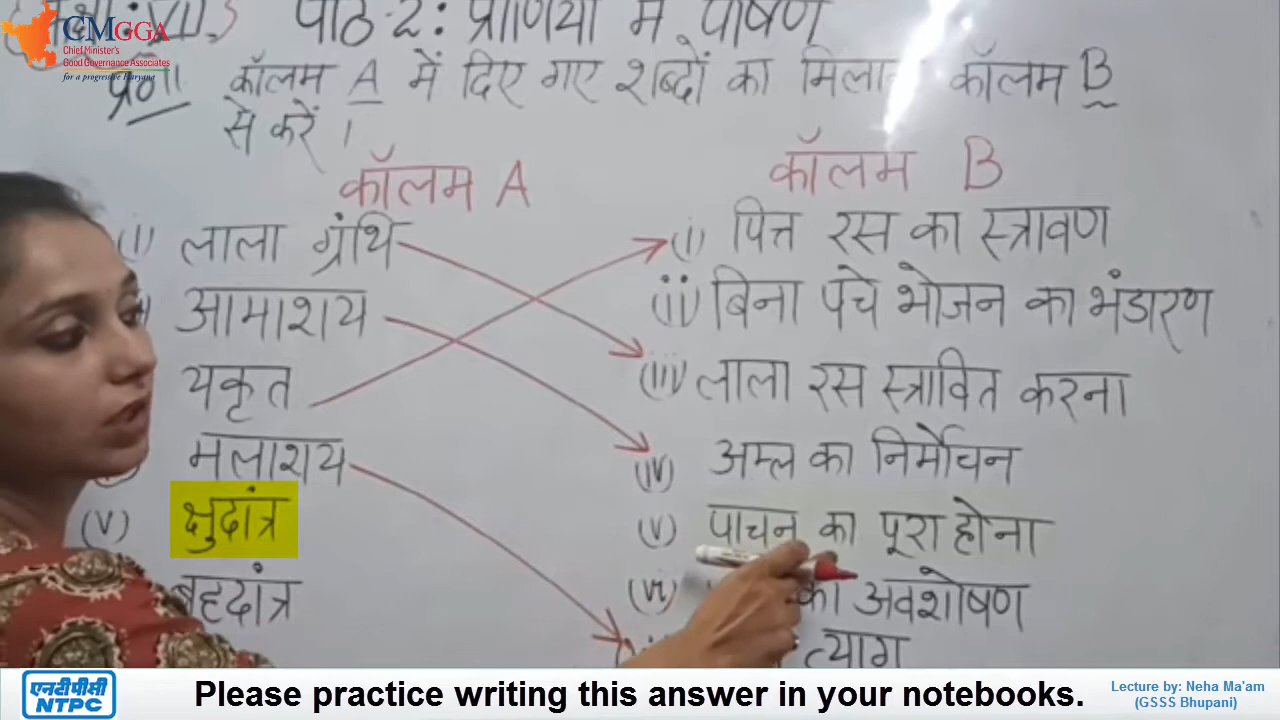 CMGGA
Chief Minister's
Good Governance Associates
for a progressive Haryana
पाठ-2: प्राणियों में पोषण
कॉलम A में दिए गए शब्दों का कॉलम B
से करें ।
कॉलम A
कॉलम B
(i) लाला ग्रंथि
(i) पित्त रस का स्त्रावण
आमाशय
(ii) बिना पचे भोजन का भंडारण
यकृत
(iii) लाला रस स्त्रावित करना
मलाशय
(iv) अम्ल का निर्मोचन
(v) क्षुदांत्र
(v) पाचन का पूरा होना
बहदांत्र
(vi) का अवशोषण
त्याग
एनटीपीसी
NTPC
Please practice writing this answer in your notebooks.
Lecture by: Neha Ma'am
(GSSS Bhupani)